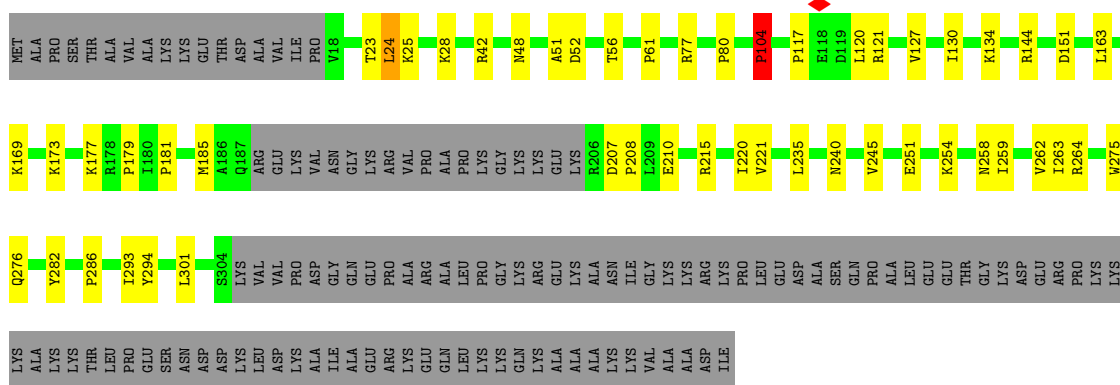 MET ALA PRO SER THR ALA VAL ALA LYS LYS GLU THR ASP ALA VAL ILE PRO V18 T23 L24 K25 K28 R42 N48 A51 D52 T56 P61 R77 P80 P104 P117 E118 D119 L120 R121 V127 I130 K134 R144 D151 L163
K169 K173 K177 R178 P179 I180 P181 M185 A186 Q187 ARG GLU LYS VAL ASN GLY LYS ARG VAL PRO ALA PRO LYS GLY LYS LYS GLU LYS R206 D207 P208 L209 E210 R215 I220 V221 L235 N240 V245 E251 K254 N258 I259 V262 I263 R264 W275
Q276 Y282 P286 I293 Y294 L301 S304 LYS VAL VAL PRO ASP GLY GLN GLU PRO ALA ARG ALA LEU PRO GLY LYS ARG GLU LYS ALA ASN ILE GLY LYS LYS ARG LYS PRO LEU GLU ASP ALA SER GLN PRO ALA LEU GLU GLU THR GLY LYS ASP GLU ARG PRO LYS LYS
LYS ALA LYS LYS THR LEU PRO GLU SER ASN ASP ASP LYS LEU ASP LYS ALA ILE ALA GLU ARG LYS GLU GLN LEU LYS LYS GLN LYS ALA ALA ALA LYS LYS VAL ALA ALA ASP ILE